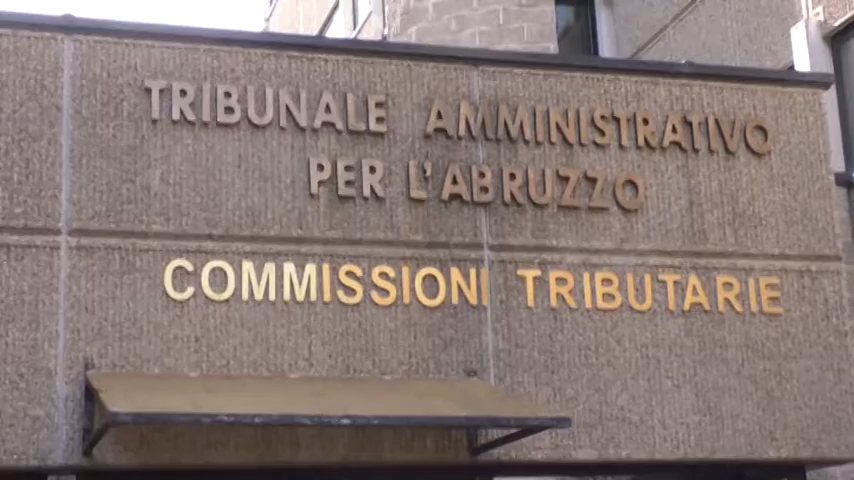 TRIBUNALE AMMINISTRATIVO
PER L'ABRUZZO
COMMISSIONI TRIBUTARIE